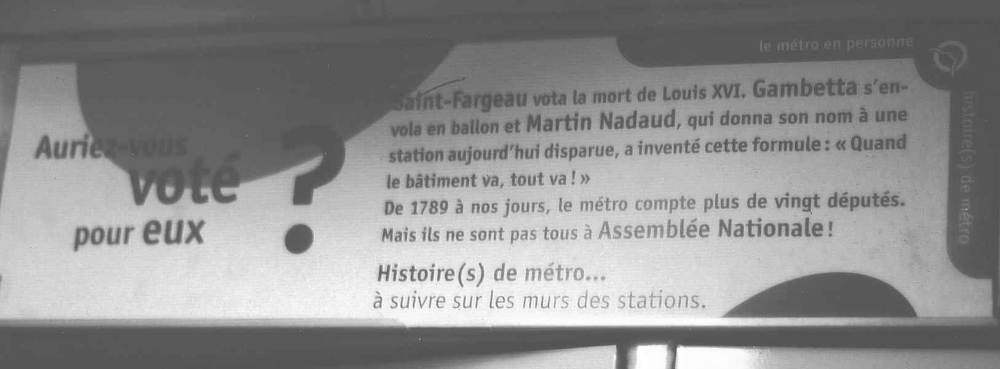 le métro en personne
Auriez-vous
voté
pour eux
?
Saint-Fargeau vota la mort de Louis XVI. Gambetta s'en-
vola en ballon et Martin Nadaud, qui donna son nom à une
station aujourd'hui disparue, a inventé cette formule : « Quand
le bâtiment va, tout va ! »
De 1789 à nos jours, le métro compte plus de vingt députés.
Mais ils ne sont pas tous à Assemblée Nationale !
Histoire(s) de métro...
à suivre sur les murs des stations.
histoire(s) de métro